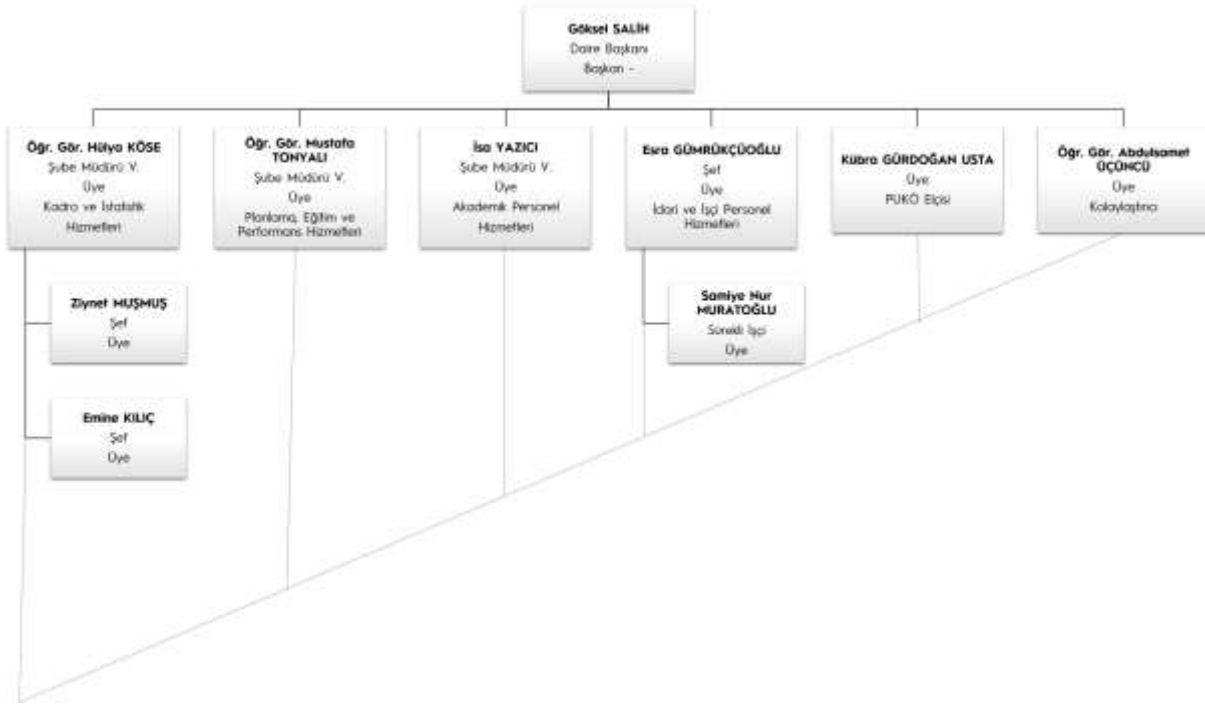 Göksel SALİH
Daire Başkanı
Başkan -
Öğr. Gör. Hülya KÖSE
Şube Müdürü V.
Üye
Kadro ve İstatistik
Hizmetleri
Öğr. Gör. Mustafa
TONYALI
Şube Müdürü V.
Üye
Planlama, Eğitim ve
Performans Hizmetleri
İsa YAZICI
Şube Müdürü V.
Üye
Akademik Personel
Hizmetleri
Esra GÜMRÜKÇÜOĞLU
Şef
Üye
İdari ve İşçi Personel
Hizmetleri
Kübra GÜRDOĞAN USTA
Üye
PUKÖ Elçisi
Öğr. Gör. Abdulsamet
ÜÇÜNCÜ
Üye
Kolaylaştırıcı
Ziynet MUŞMUŞ
Şef
Üye
Samiye Nur
MURATOĞLU
Sürekli İşçi
Üye
Emine KILIÇ
Şef
Üye